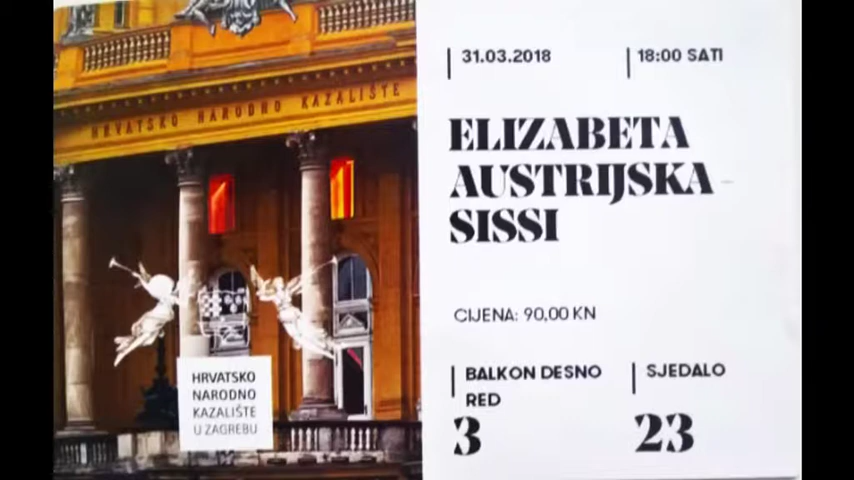 HRVATSKO NARODNO KAZALIŠTE
HRVATSKO
NARODNO
KAZALIŠTE
U ZAGREBU
31.03.2018
18:00 SATI
ELIZABETA
AUSTRIJSKA –
SISSI
CIJENA: 90,00 KN
BALKON DESNO
RED
3
SJEDALO
23